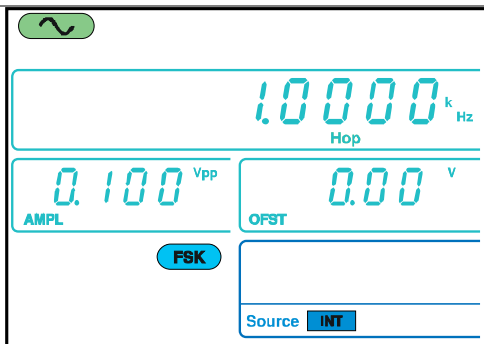 1.0000 k Hz
Hop
0.100 Vpp 0.00 V
AMPL OFST
FSK
Source INT